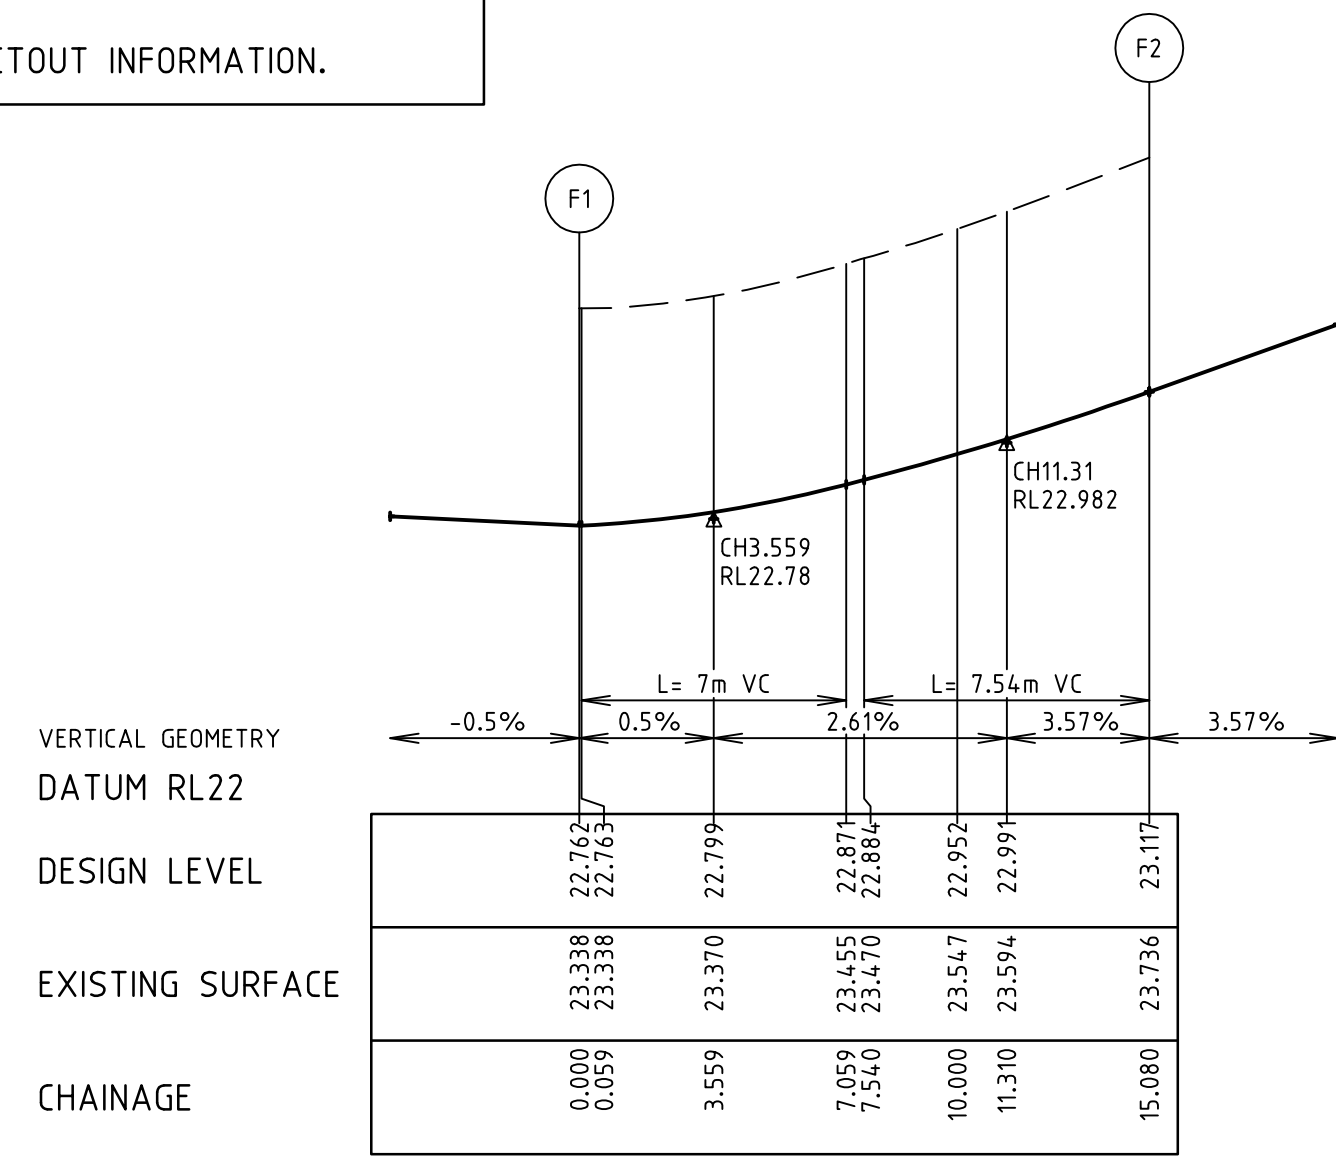 ETOUT INFORMATION.
F2
F1
CH11.31
RL22.982
CH3.559
RL22.78
L= 7m VC
L= 7.54m VC
-0.5%
0.5%
2.61%
3.57%
3.57%
VERTICAL GEOMETRY
DATUM RL22
DESIGN LEVEL
22.762
22.763
22.799
22.871
22.884
22.952
22.991
23.117
EXISTING SURFACE
23.338
23.338
23.370
23.455
23.470
23.547
23.594
23.736
CHAINAGE
0.000
0.059
3.559
7.059
7.540
10.000
11.310
15.080